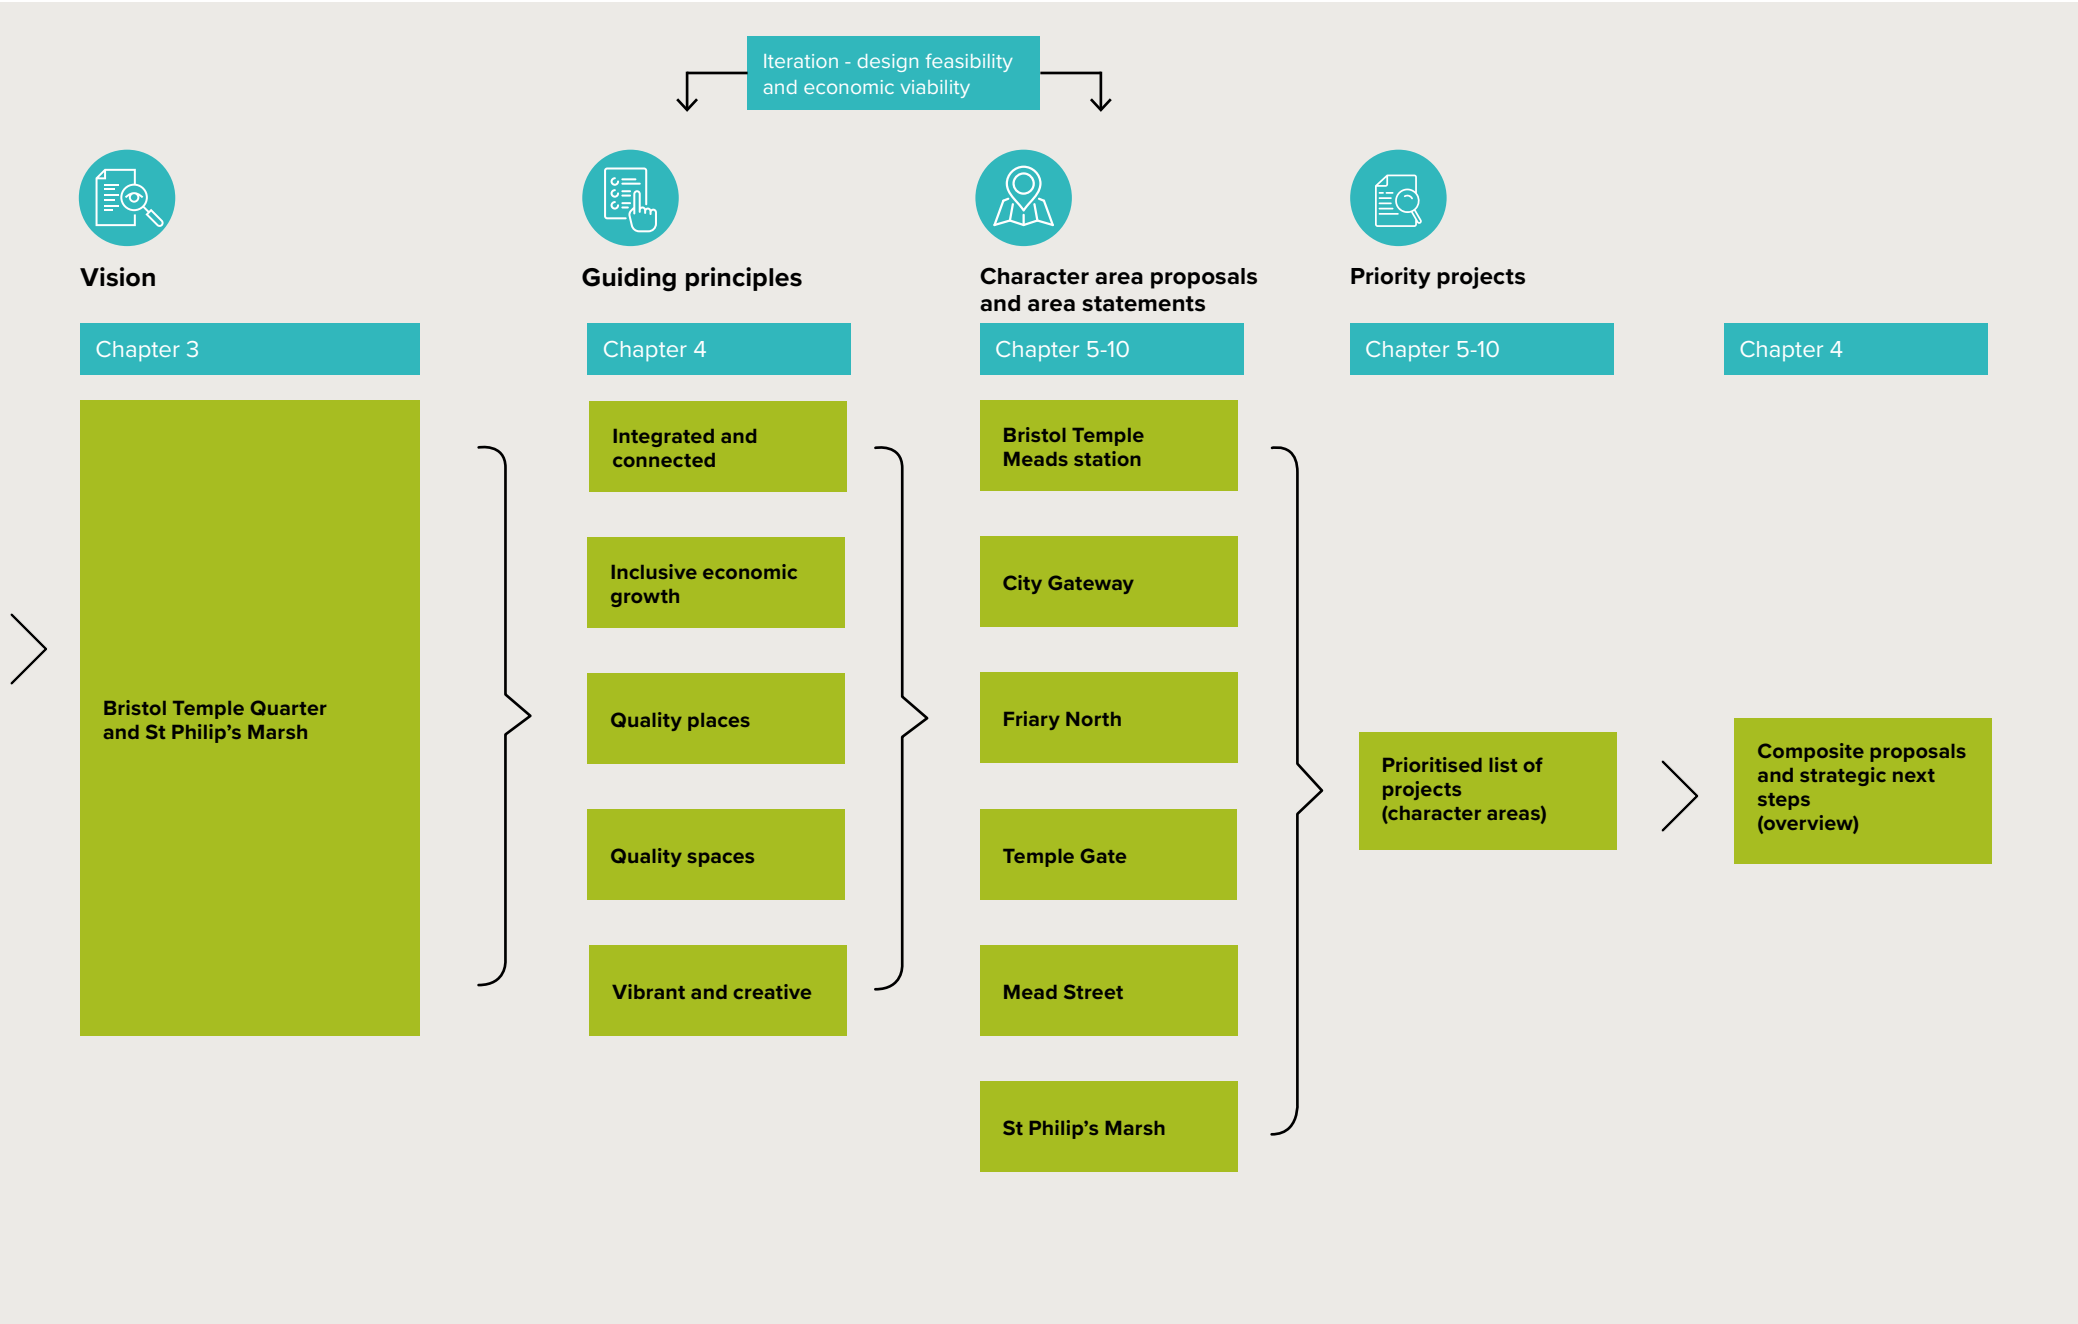 Iteration - design feasibility
and economic viability
Vision
Guiding principles
Character area proposals
and area statements
Priority projects
Chapter 3
Chapter 4
Chapter 5-10
Chapter 5-10
Chapter 4
Bristol Temple Quarter
and St Philip’s Marsh
Integrated and
connected
Inclusive economic
growth
Quality places
Quality spaces
Vibrant and creative
Bristol Temple
Meads station
City Gateway
Friary North
Temple Gate
Mead Street
St Philip’s Marsh
Prioritised list of
projects
(character areas)
Composite proposals
and strategic next
steps
(overview)